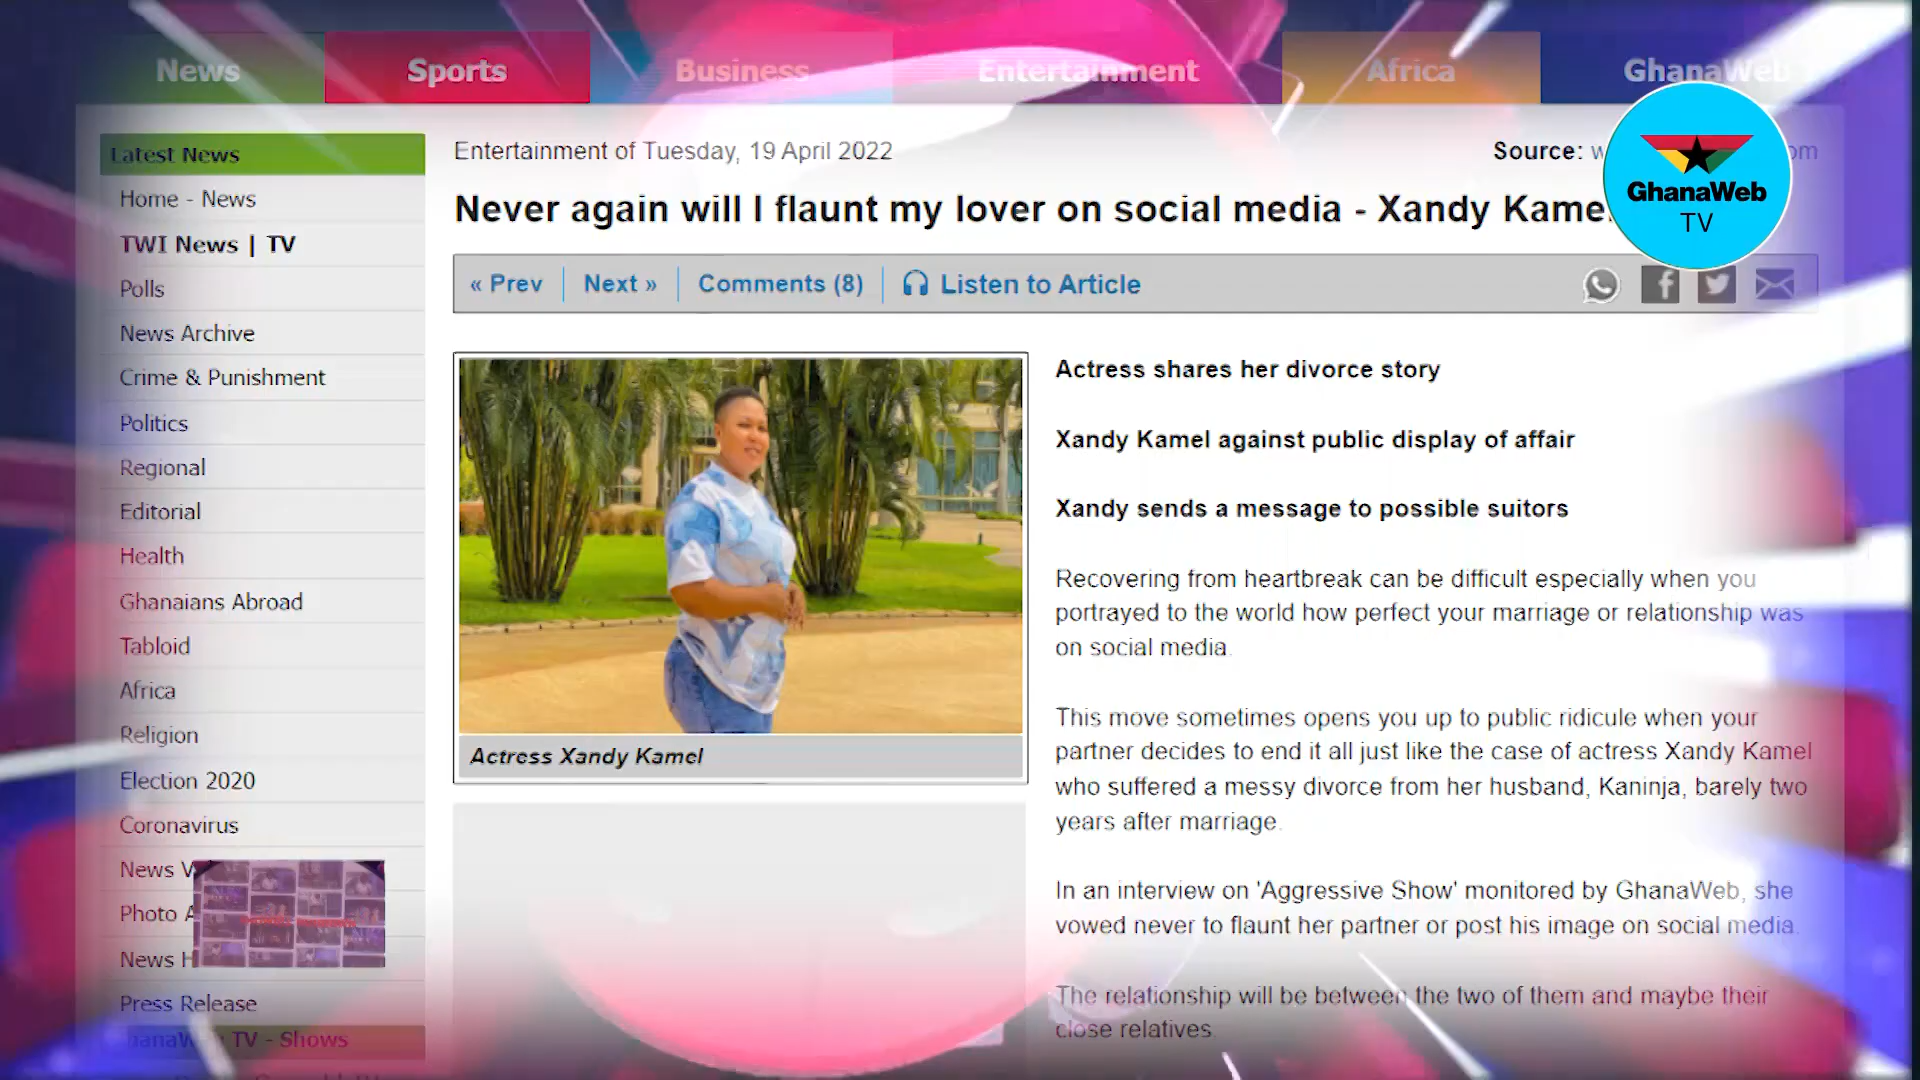 News
Sports
Business
Entertainment
Africa
GhanaWeb
Latest News
Home - News
TWI News | TV
Polls
News Archive
Crime & Punishment
Politics
Regional
Editorial
Health
Ghanaians Abroad
Tabloid
Africa
Religion
Election 2020
Coronavirus
News
Photo
News
Press Release
TV - Shows
Entertainment of Tuesday, 19 April 2022
Source:
Never again will I flaunt my lover on social media - Xandy Kamel
GhanaWeb
TV
« Prev
Next »
Comments (8)
Listen to Article
Actress Xandy Kamel
Actress shares her divorce story
Xandy Kamel against public display of affair
Xandy sends a message to possible suitors
Recovering from heartbreak can be difficult especially when you
portrayed to the world how perfect your marriage or relationship was
on social media.
This move sometimes opens you up to public ridicule when your
partner decides to end it all just like the case of actress Xandy Kamel
who suffered a messy divorce from her husband, Kaninja, barely two
years after marriage.
In an interview on 'Aggressive Show' monitored by GhanaWeb, she
vowed never to flaunt her partner or post his image on social media.
The relationship will be between the two of them and maybe their
close relatives.